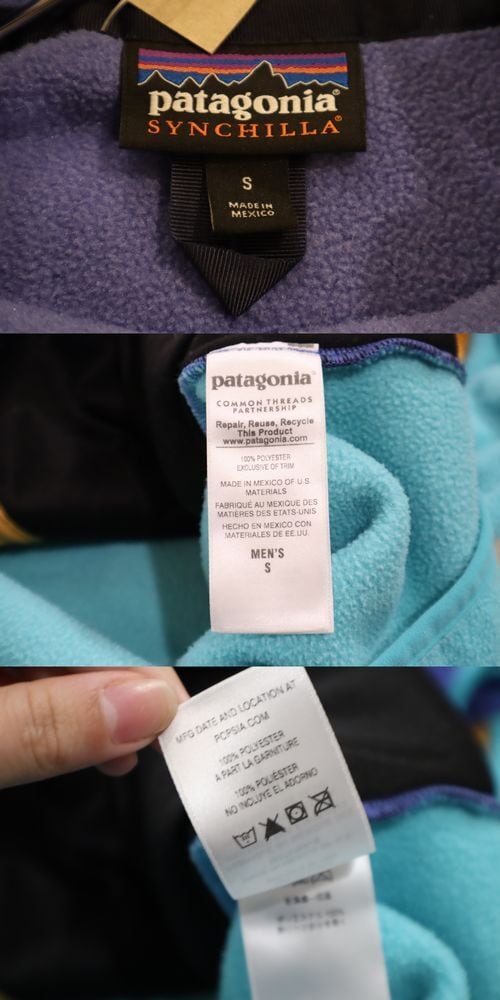 patagonia®
SYNCHILLA®
S
MADE IN
MEXICO
patagonia®
COMMON THREADS
PARTNERSHIP
Repair, Reuse, Recycle
This Product
www.patagonia.com
100% POLYESTER
EXCLUSIVE OF TRIM
MADE IN MEXICO OF U.S.
MATERIALS
FABRIQUÉ AU MEXIQUE DES
MATIÈRES DES ETATS-UNIS
HECHO EN MEXICO CON
MATERIALES DE EE.UU.
MEN'S
S
MFG DATE AND LOCATION AT
PCPSIA.COM
100% POLYESTER
A PART LA GARNITURE
100% POLIÉSTER
NO INCLUYE EL ADORNO